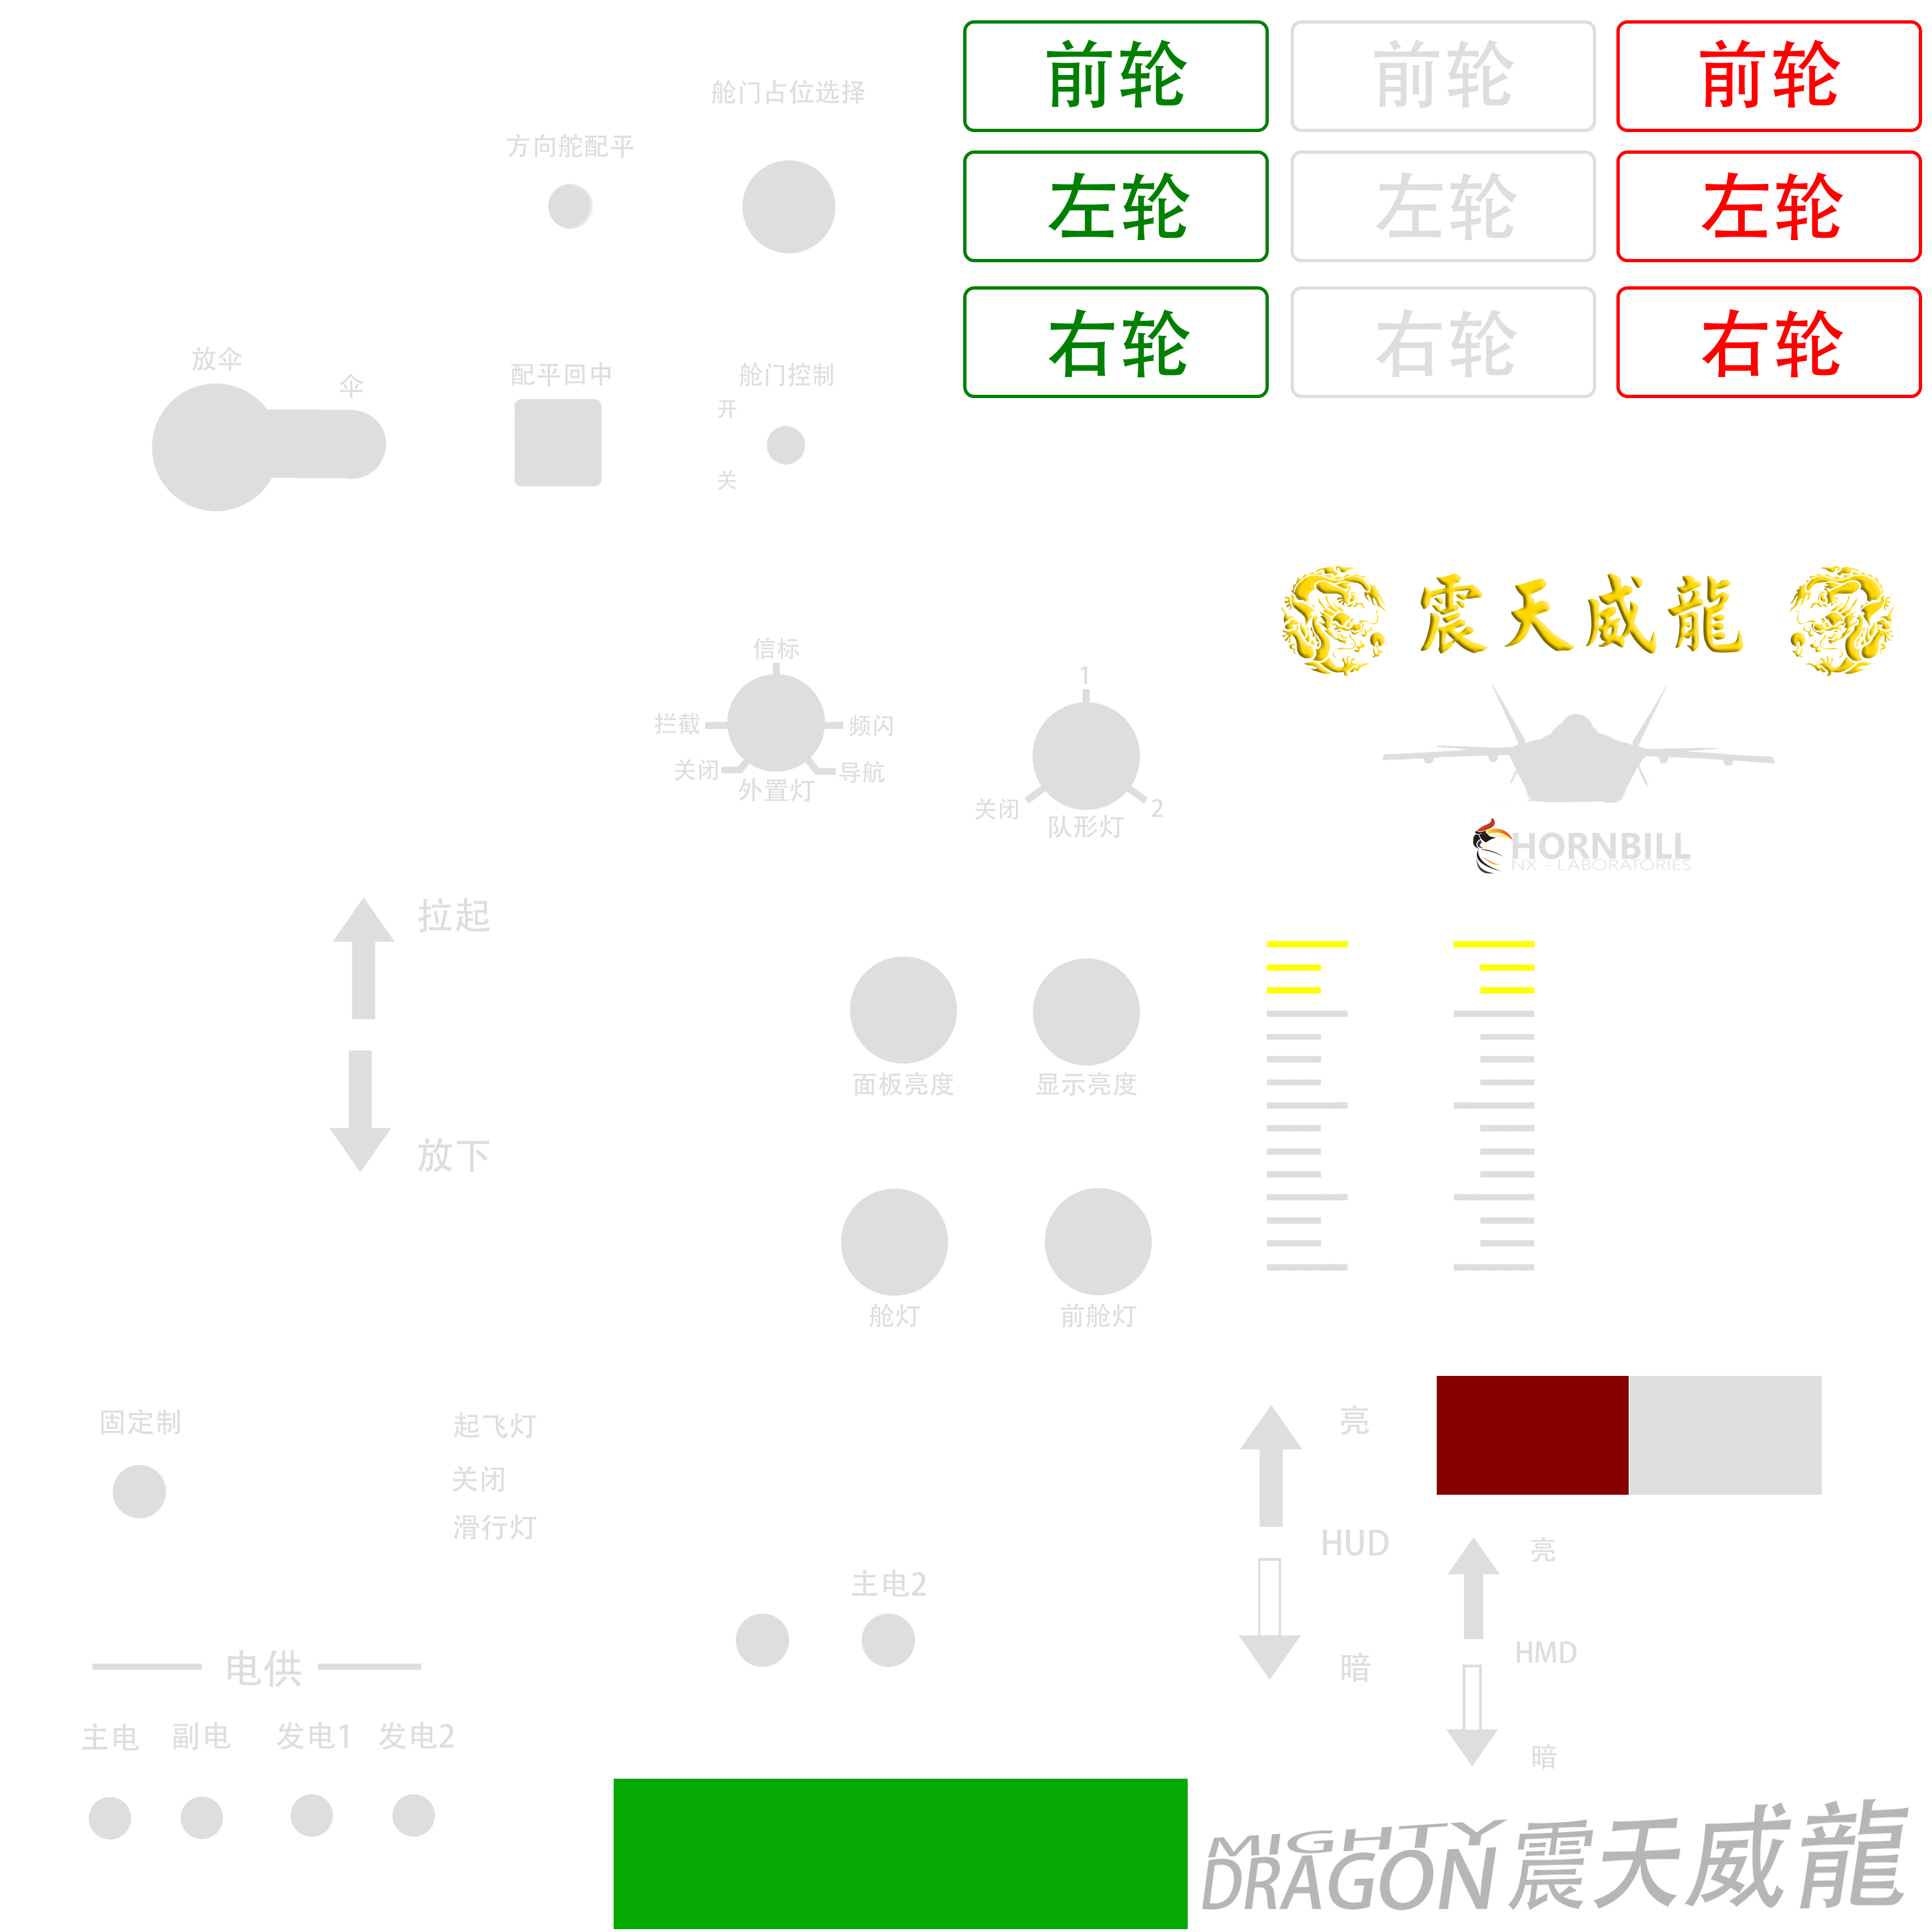 前轮 前轮 前轮
舱门占位选择
方向舵配平
左轮 左轮 左轮
右轮 右轮 右轮
放伞
伞
配平回中
舱门控制
开
关
震天威龍
信标
1
拦截
频闪
关闭
导航
外置灯
关闭
2
队形灯
HORNBILL
NX - LABORATORIES
拉起
面板亮度
显示亮度
放下
舱灯
前舱灯
固定制
起飞灯
亮
关闭
滑行灯
HUD
亮
主电2
电供
暗
HMD
主电
副电
发电1
发电2
暗
MIGHTY
DRAGON
震天威龍